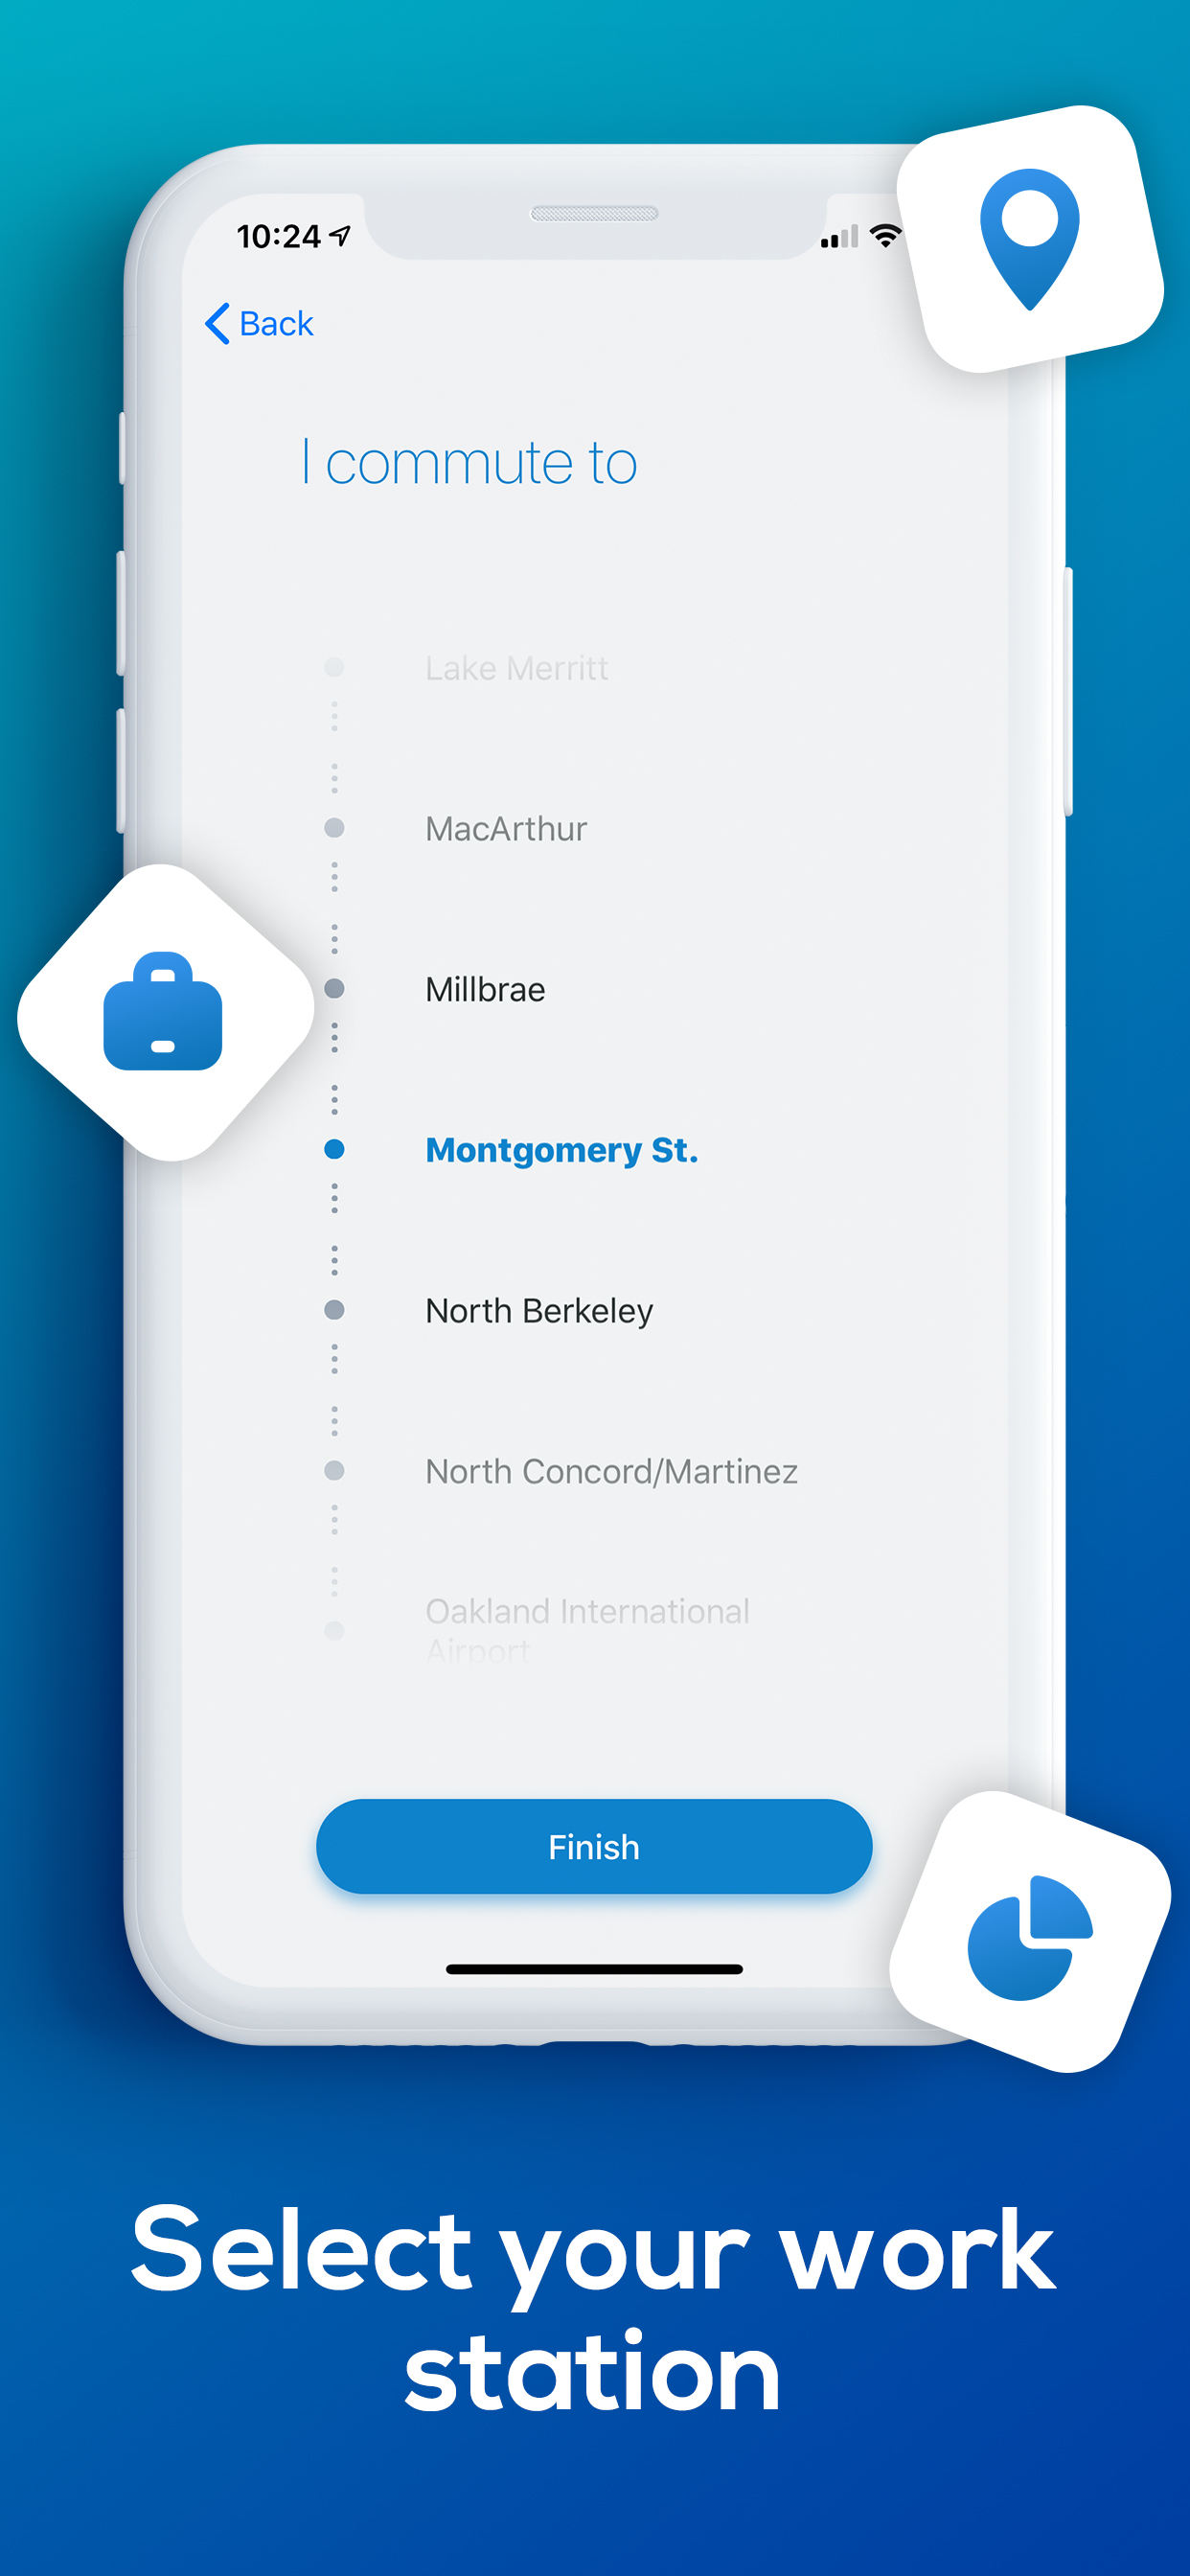 10:24
Back
I commute to
Lake Merritt
MacArthur
Millbrae
Montgomery St.
North Berkeley
North Concord/Martinez
Oakland International
Airport
Finish
Select your work
station